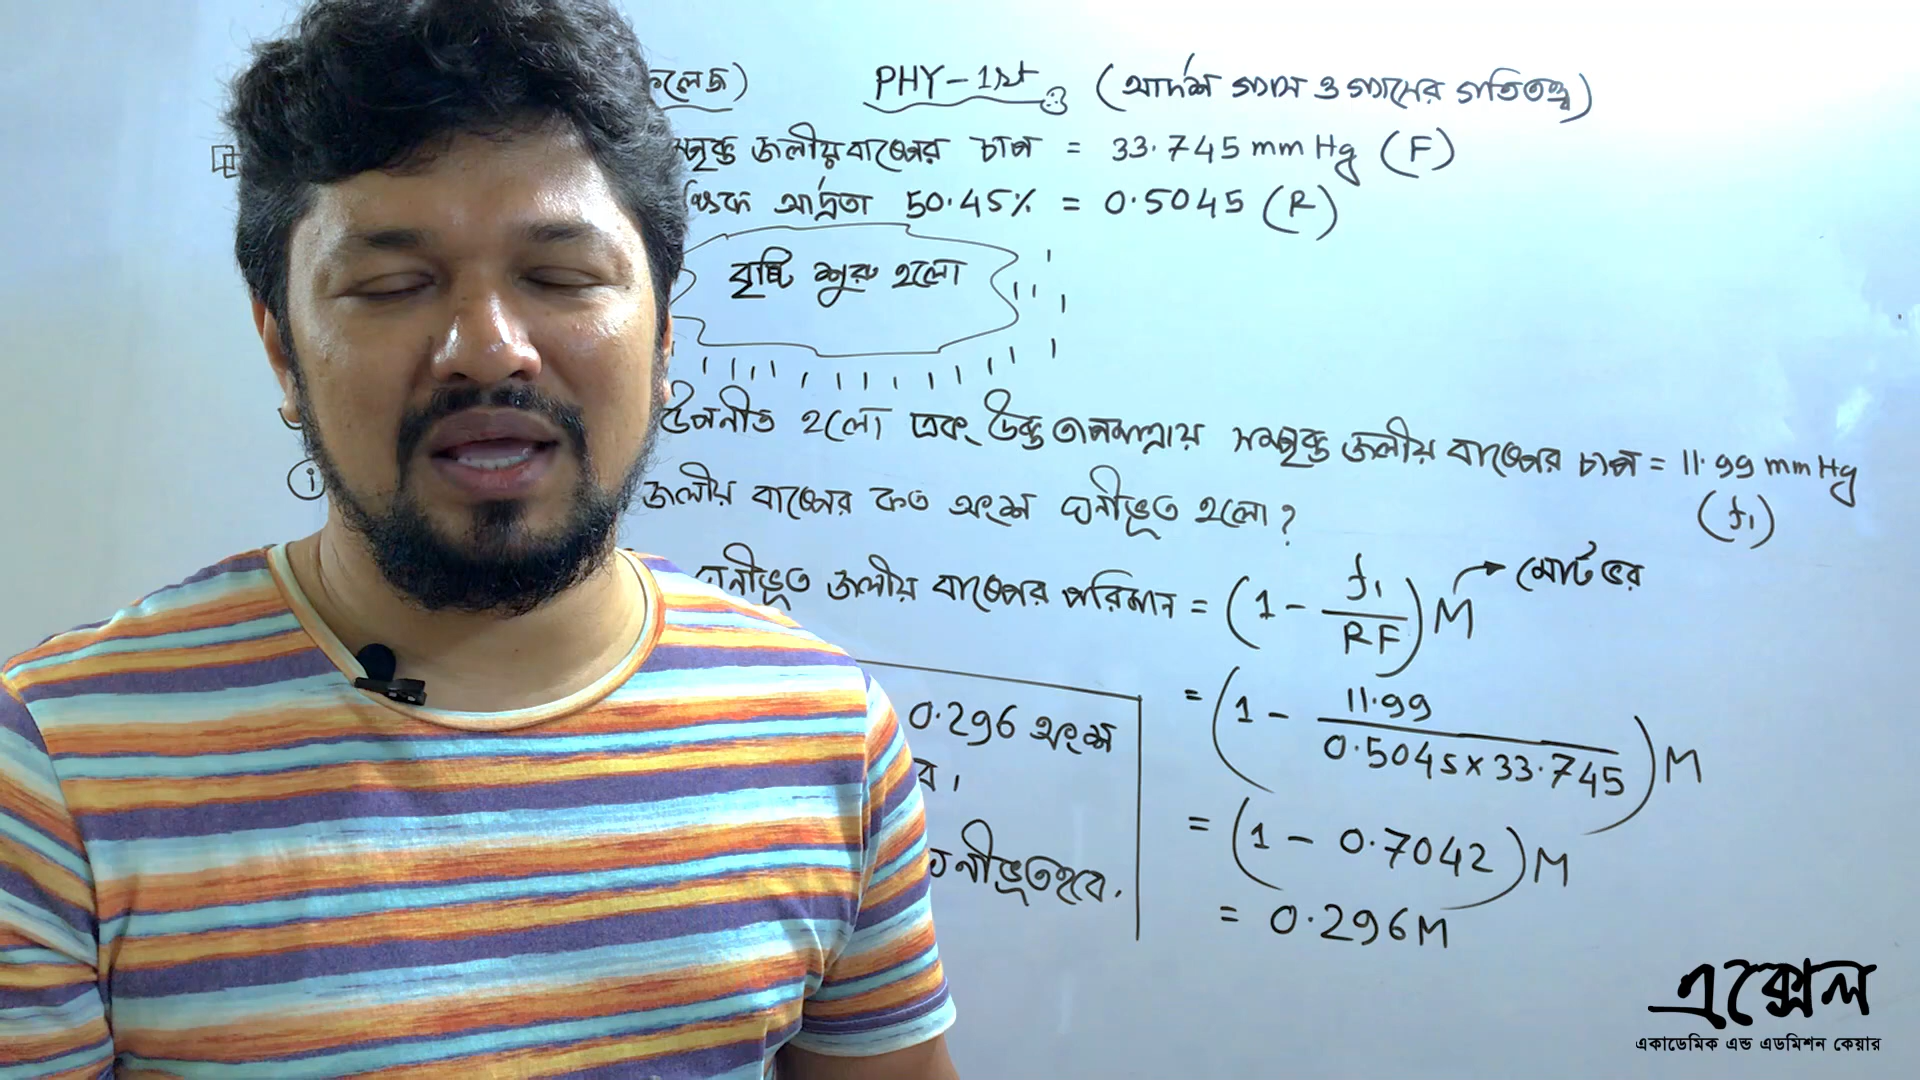 কলেজ) PHY-1st (আদর্শ গ্যাস ও গ্যাসের গতিতত্ত্ব)
সম্পৃক্ত জলীয় বাষ্পের চাপ = 33.745 mm Hg (F)
আর্দ্রতা 50.45% = 0.5045 (R)
বৃষ্টি শুরু হলো
উপনীত হলো এবং উক্ত তাপমাত্রায় সম্পৃক্ত জলীয় বাষ্পের চাপ = 11.99 mm Hg
(f₁)
i জলীয় বাষ্পের কত অংশ ঘনীভূত হলো?
ঘনীভূত জলীয় বাষ্পের পরিমান = (1 - f₁/RF) M → মোট ভর
= (1 - 11.99/0.5045×33.745) M
= (1 - 0.7042) M
= 0.296 M
0.296 অংশ
ব।
ঘনীভূত হবে.
এক্সেল
একাডেমিক এন্ড এডমিশন কেয়ার